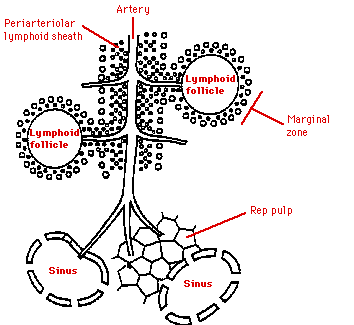 Artery
Periarteriolar
lymphoid sheath
Lymphoid
follicle
Marginal
zone
Lymphoid
follicle
Rep pulp
Sinus
Sinus